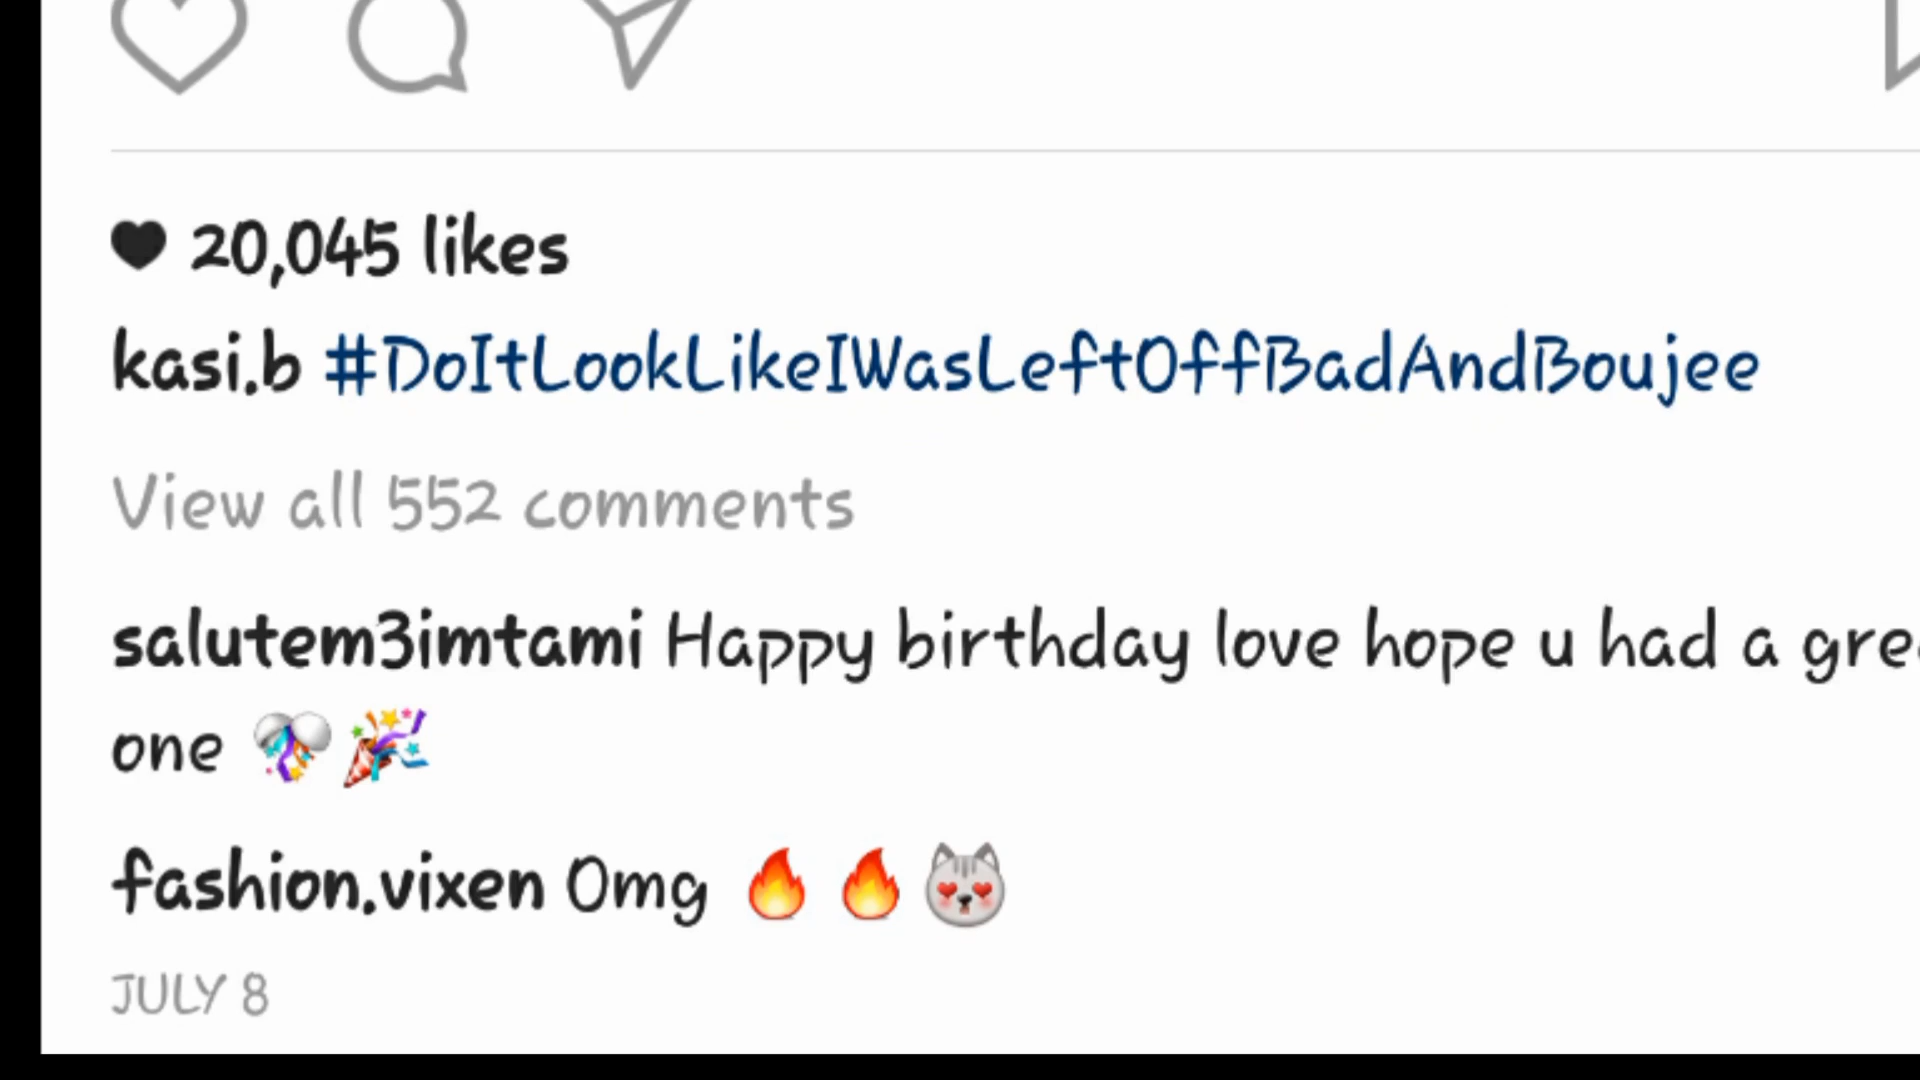 20,045 likes
kasi.b #DoItLookLikeIWasLeftOffBadAndBoujee
View all 552 comments
salutem3imtami Happy birthday love hope u had a
one
fashion.vixen Omg
JULY 8